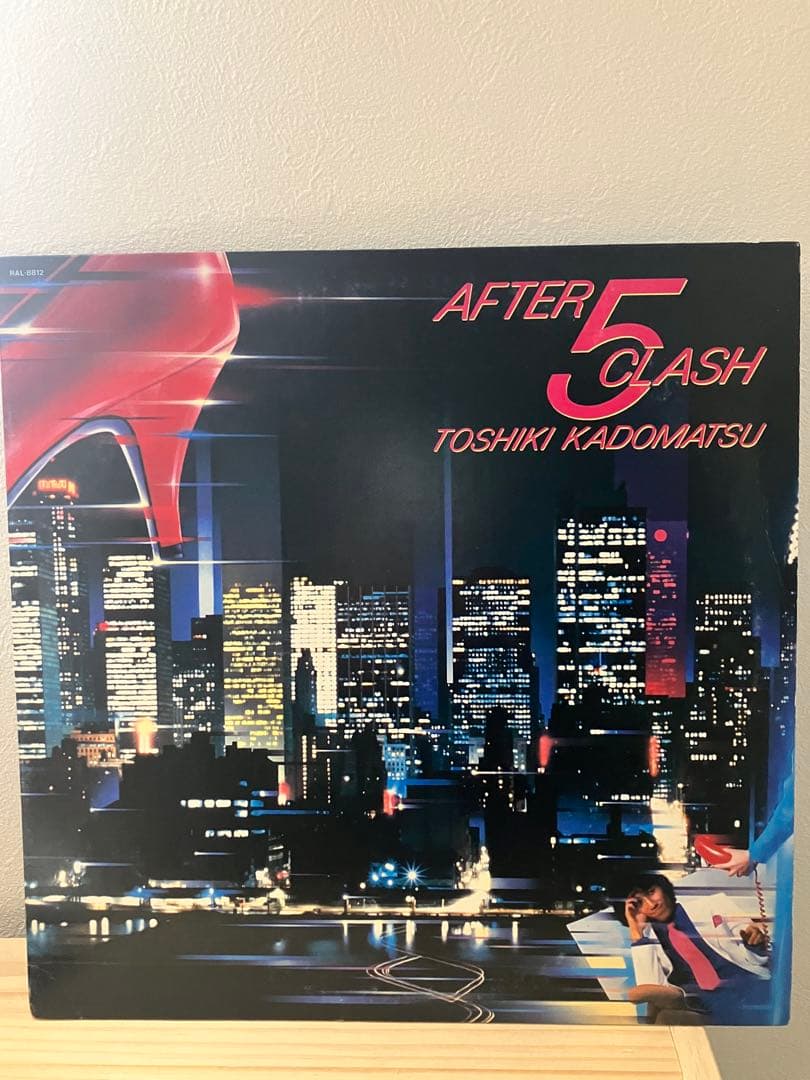 RAL-8812
AFTER
5
CLASH
TOSHIKI KADOMATSU